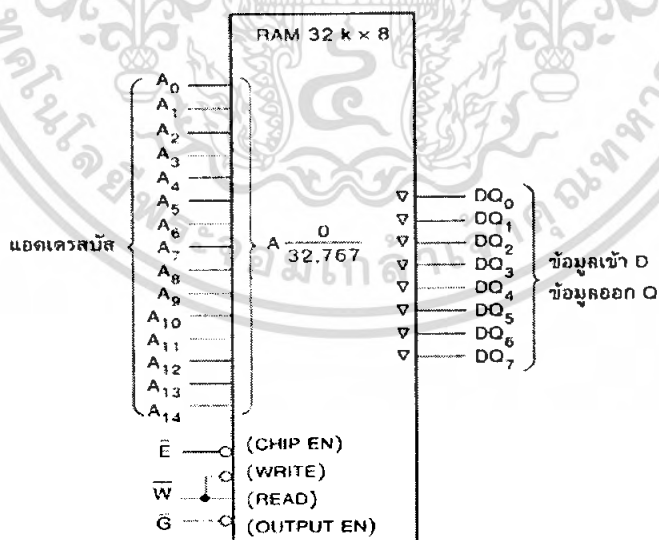 RAM 32 k × 8
A0
A1
A2
A3
A4
A5
A6
A7
A8
A9
A10
A11
A12
A13
A14
แอดเดรสบัส
A 0
32,767
DQ0
DQ1
DQ2
DQ3
DQ4
DQ5
DQ6
DQ7
ข้อมูลเข้า D
ข้อมูลออก Q
Ē (CHIP EN)
(WRITE)
W̄ (READ)
Ḡ (OUTPUT EN)